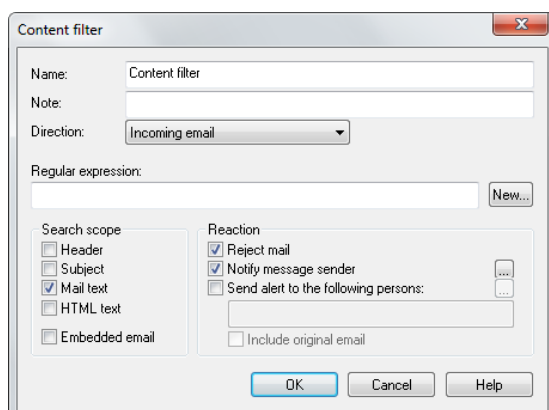 Content filter
Name: Content filter
Note:
Direction: Incoming email
Regular expression:
New...
Search scope
Header
Subject
Mail text
HTML text
Embedded email
Reaction
Reject mail
Notify message sender ...
Send alert to the following persons: ...
Include original email
OK Cancel Help